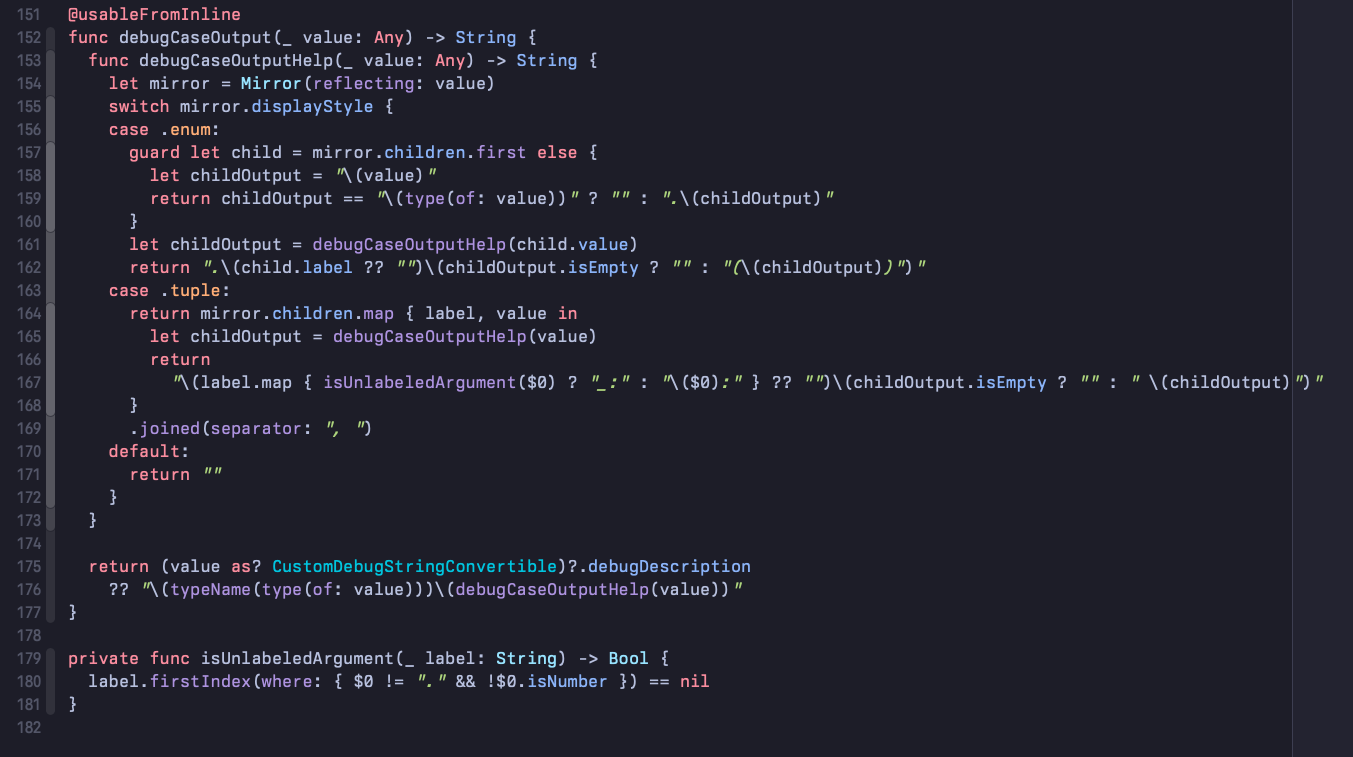 151 @usableFromInline
152 func debugCaseOutput(_ value: Any) -> String {
153   func debugCaseOutputHelp(_ value: Any) -> String {
154     let mirror = Mirror(reflecting: value)
155     switch mirror.displayStyle {
156     case .enum:
157       guard let child = mirror.children.first else {
158         let childOutput = "\(value)"
159         return childOutput == "\(type(of: value))" ? "" : ".\(childOutput)"
160       }
161       let childOutput = debugCaseOutputHelp(child.value)
162       return ".\(child.label ?? "")\(childOutput.isEmpty ? "" : "(\(childOutput))")"
163     case .tuple:
164       return mirror.children.map { label, value in
165         let childOutput = debugCaseOutputHelp(value)
166         return
167           "\(label.map { isUnlabeledArgument($0) ? "_:" : "\($0):" } ?? "")\(childOutput.isEmpty ? "" : " \(childOutput)")"
168       }
169       .joined(separator: ", ")
170     default:
171       return ""
172     }
173   }
174
175   return (value as? CustomDebugStringConvertible)?.debugDescription
176     ?? "\(typeName(type(of: value)))\(debugCaseOutputHelp(value))"
177 }
178
179 private func isUnlabeledArgument(_ label: String) -> Bool {
180   label.firstIndex(where: { $0 != "." && !$0.isNumber }) == nil
181 }
182